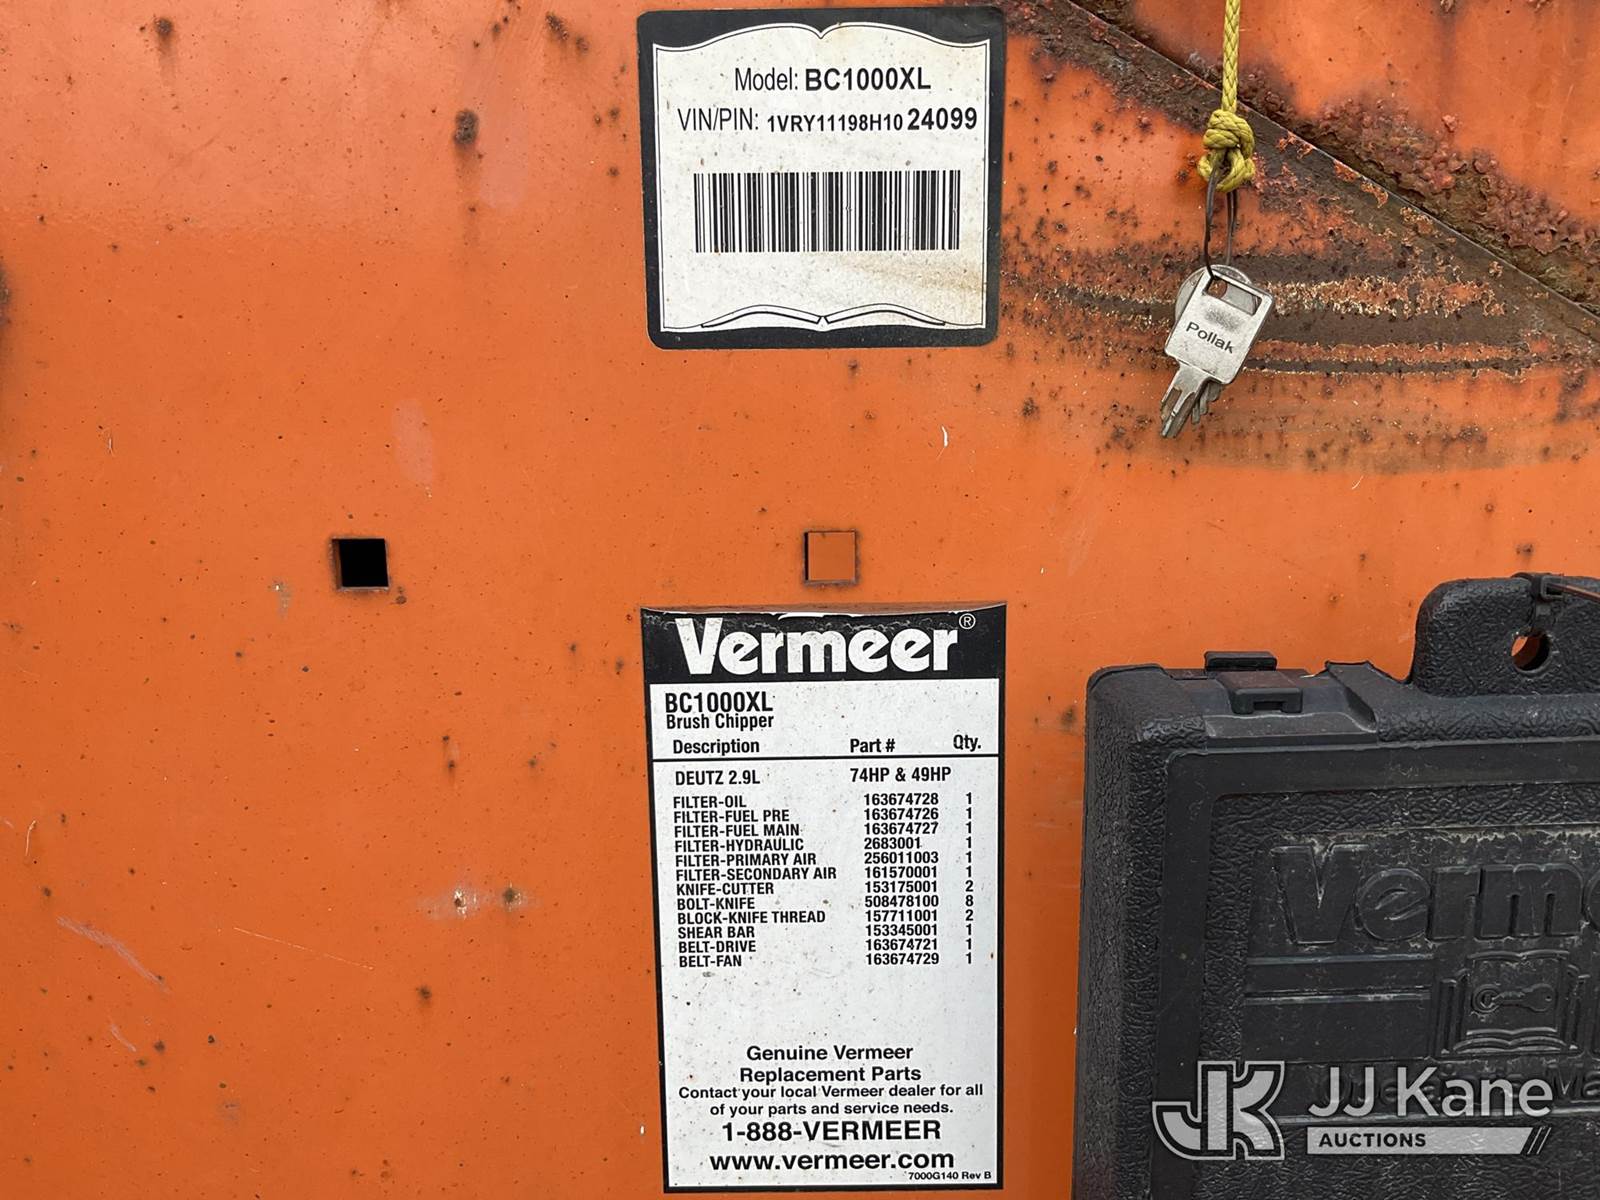 Model: BC1000XL
VIN/PIN: 1VRY11198H10 24099
Pollak
Vermeer®
BC1000XL
Brush Chipper
Description Part # Qty.
DEUTZ 2.9L 74HP & 49HP
FILTER-OIL 163674728 1
FILTER-FUEL PRE 163674726 1
FILTER-FUEL MAIN 163674727 1
FILTER-HYDRAULIC 2683001 1
FILTER-PRIMARY AIR 256011003 1
FILTER-SECONDARY AIR 161570001 1
KNIFE-CUTTER 153175001 2
BOLT-KNIFE 508478100 8
BLOCK-KNIFE THREAD 157711001 2
SHEAR BAR 153345001 1
BELT-DRIVE 163674721 1
BELT-FAN 163674729 1
Genuine Vermeer
Replacement Parts
Contact your local Vermeer dealer for all
of your parts and service needs.
1-888-VERMEER
www.vermeer.com
7000G140 Rev B
Verme
JJ Kane
AUCTIONS